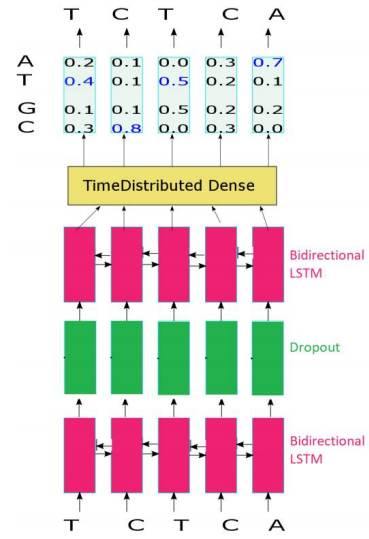 T C T C A
A 0.2 0.1 0.0 0.3 0.7
T 0.4 0.1 0.5 0.2 0.1
G 0.1 0.1 0.5 0.2 0.2
C 0.3 0.8 0.0 0.3 0.0
TimeDistributed Dense
Bidirectional
LSTM
Dropout
Bidirectional
LSTM
T C T C A